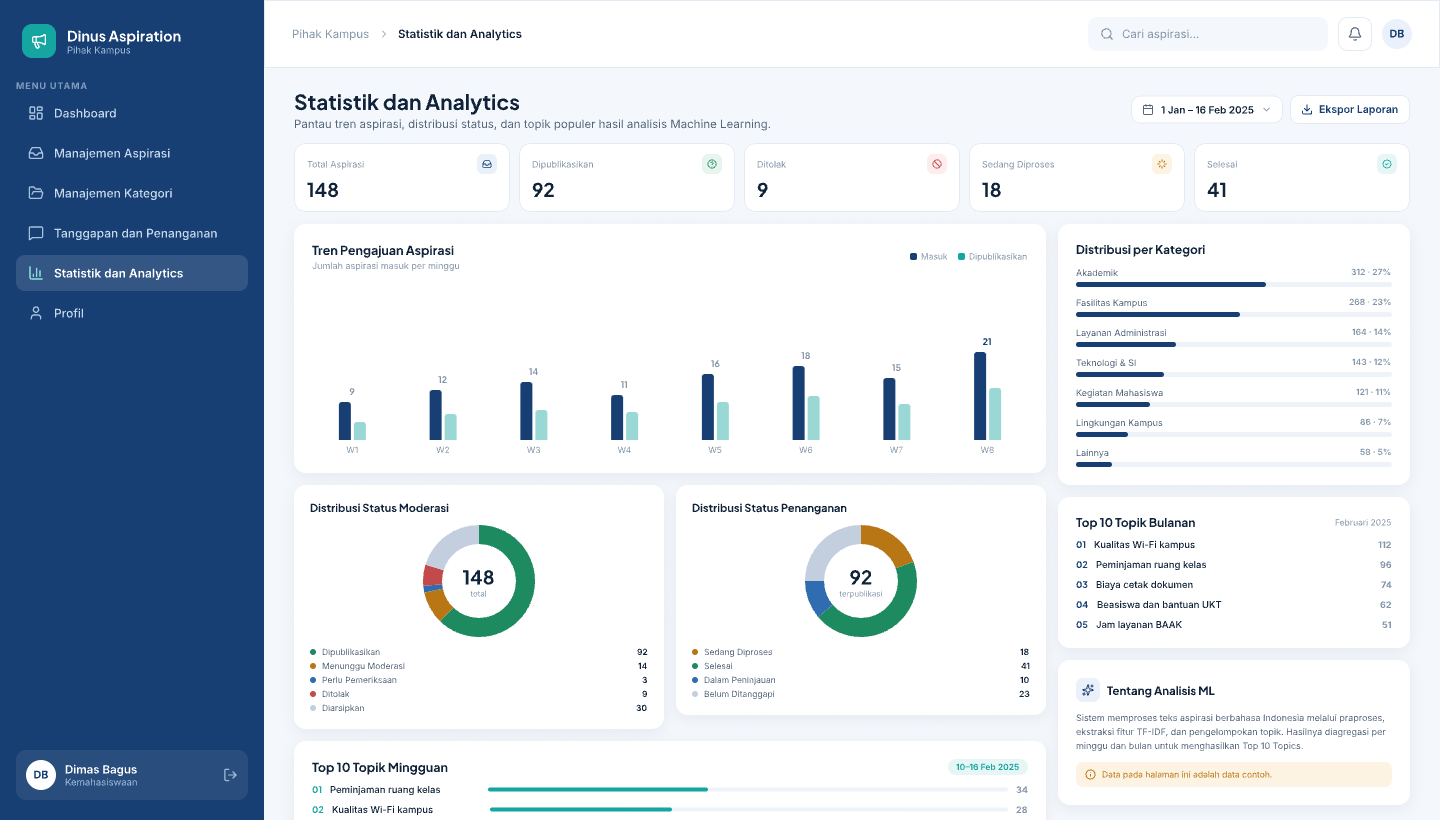 Dinus Aspiration
Pihak Kampus
MENU UTAMA
Dashboard
Manajemen Aspirasi
Manajemen Kategori
Tanggapan dan Penanganan
Statistik dan Analytics
Profil
DB
Dimas Bagus
Kemahasiswaan
Pihak Kampus > Statistik dan Analytics
Cari aspirasi...
DB
Statistik dan Analytics
Pantau tren aspirasi, distribusi status, dan topik populer hasil analisis Machine Learning.
1 Jan – 16 Feb 2025
Ekspor Laporan
Total Aspirasi
148
Dipublikasikan
92
Ditolak
9
Sedang Diproses
18
Selesai
41
Tren Pengajuan Aspirasi
Jumlah aspirasi masuk per minggu
Masuk Dipublikasikan
9 12 14 11 16 18 15 21
W1 W2 W3 W4 W5 W6 W7 W8
Distribusi per Kategori
Akademik 312 · 27%
Fasilitas Kampus 268 · 23%
Layanan Administrasi 164 · 14%
Teknologi & SI 143 · 12%
Kegiatan Mahasiswa 121 · 11%
Lingkungan Kampus 86 · 7%
Lainnya 58 · 5%
Distribusi Status Moderasi
148
total
Dipublikasikan 92
Menunggu Moderasi 14
Perlu Pemeriksaan 3
Ditolak 9
Diarsipkan 30
Distribusi Status Penanganan
92
terpublikasi
Sedang Diproses 18
Selesai 41
Dalam Peninjauan 10
Belum Ditanggapi 23
Top 10 Topik Bulanan Februari 2025
01 Kualitas Wi-Fi kampus 112
02 Peminjaman ruang kelas 96
03 Biaya cetak dokumen 74
04 Beasiswa dan bantuan UKT 62
05 Jam layanan BAAK 51
Tentang Analisis ML
Sistem memproses teks aspirasi berbahasa Indonesia melalui praproses,
ekstraksi fitur TF-IDF, dan pengelompokan topik. Hasilnya diagregasi per
minggu dan bulan untuk menghasilkan Top 10 Topics.
Data pada halaman ini adalah data contoh.
Top 10 Topik Mingguan 10–16 Feb 2025
01 Peminjaman ruang kelas 34
02 Kualitas Wi-Fi kampus 28